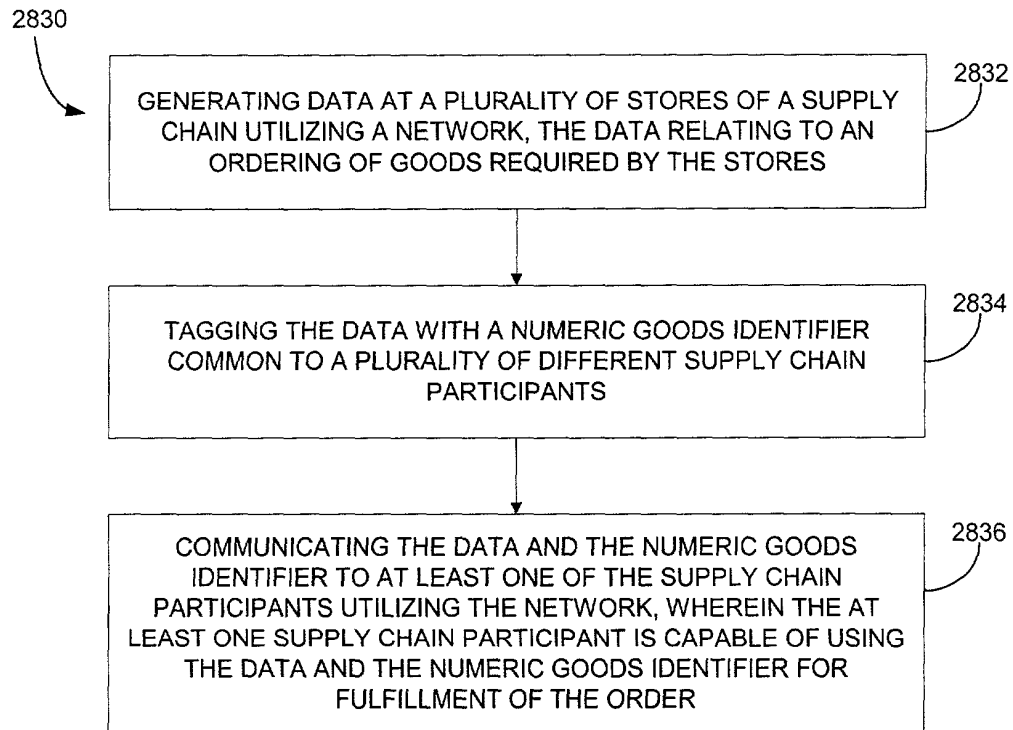 2830
2832
GENERATING DATA AT A PLURALITY OF STORES OF A SUPPLY
CHAIN UTILIZING A NETWORK, THE DATA RELATING TO AN
ORDERING OF GOODS REQUIRED BY THE STORES
2834
TAGGING THE DATA WITH A NUMERIC GOODS IDENTIFIER
COMMON TO A PLURALITY OF DIFFERENT SUPPLY CHAIN
PARTICIPANTS
2836
COMMUNICATING THE DATA AND THE NUMERIC GOODS
IDENTIFIER TO AT LEAST ONE OF THE SUPPLY CHAIN
PARTICIPANTS UTILIZING THE NETWORK, WHEREIN THE AT
LEAST ONE SUPPLY CHAIN PARTICIPANT IS CAPABLE OF USING
THE DATA AND THE NUMERIC GOODS IDENTIFIER FOR
FULFILLMENT OF THE ORDER